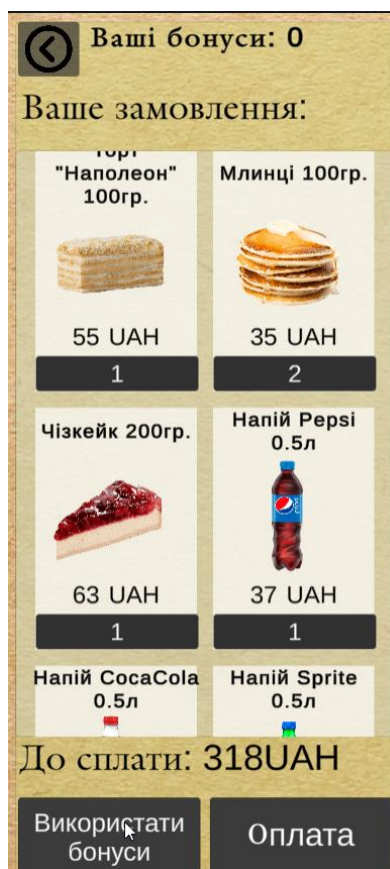 Ваші бонуси: 0
Ваше замовлення:
Торт
"Наполеон"
100гр.
Млинці 100гр.
55 UAH
35 UAH
1
2
Чізкейк 200гр.
Напій Pepsi
0.5л
63 UAH
37 UAH
1
1
Напій CocaCola
0.5л
Напій Sprite
0.5л
До сплати: 318UAH
Використати
бонуси
Оплата